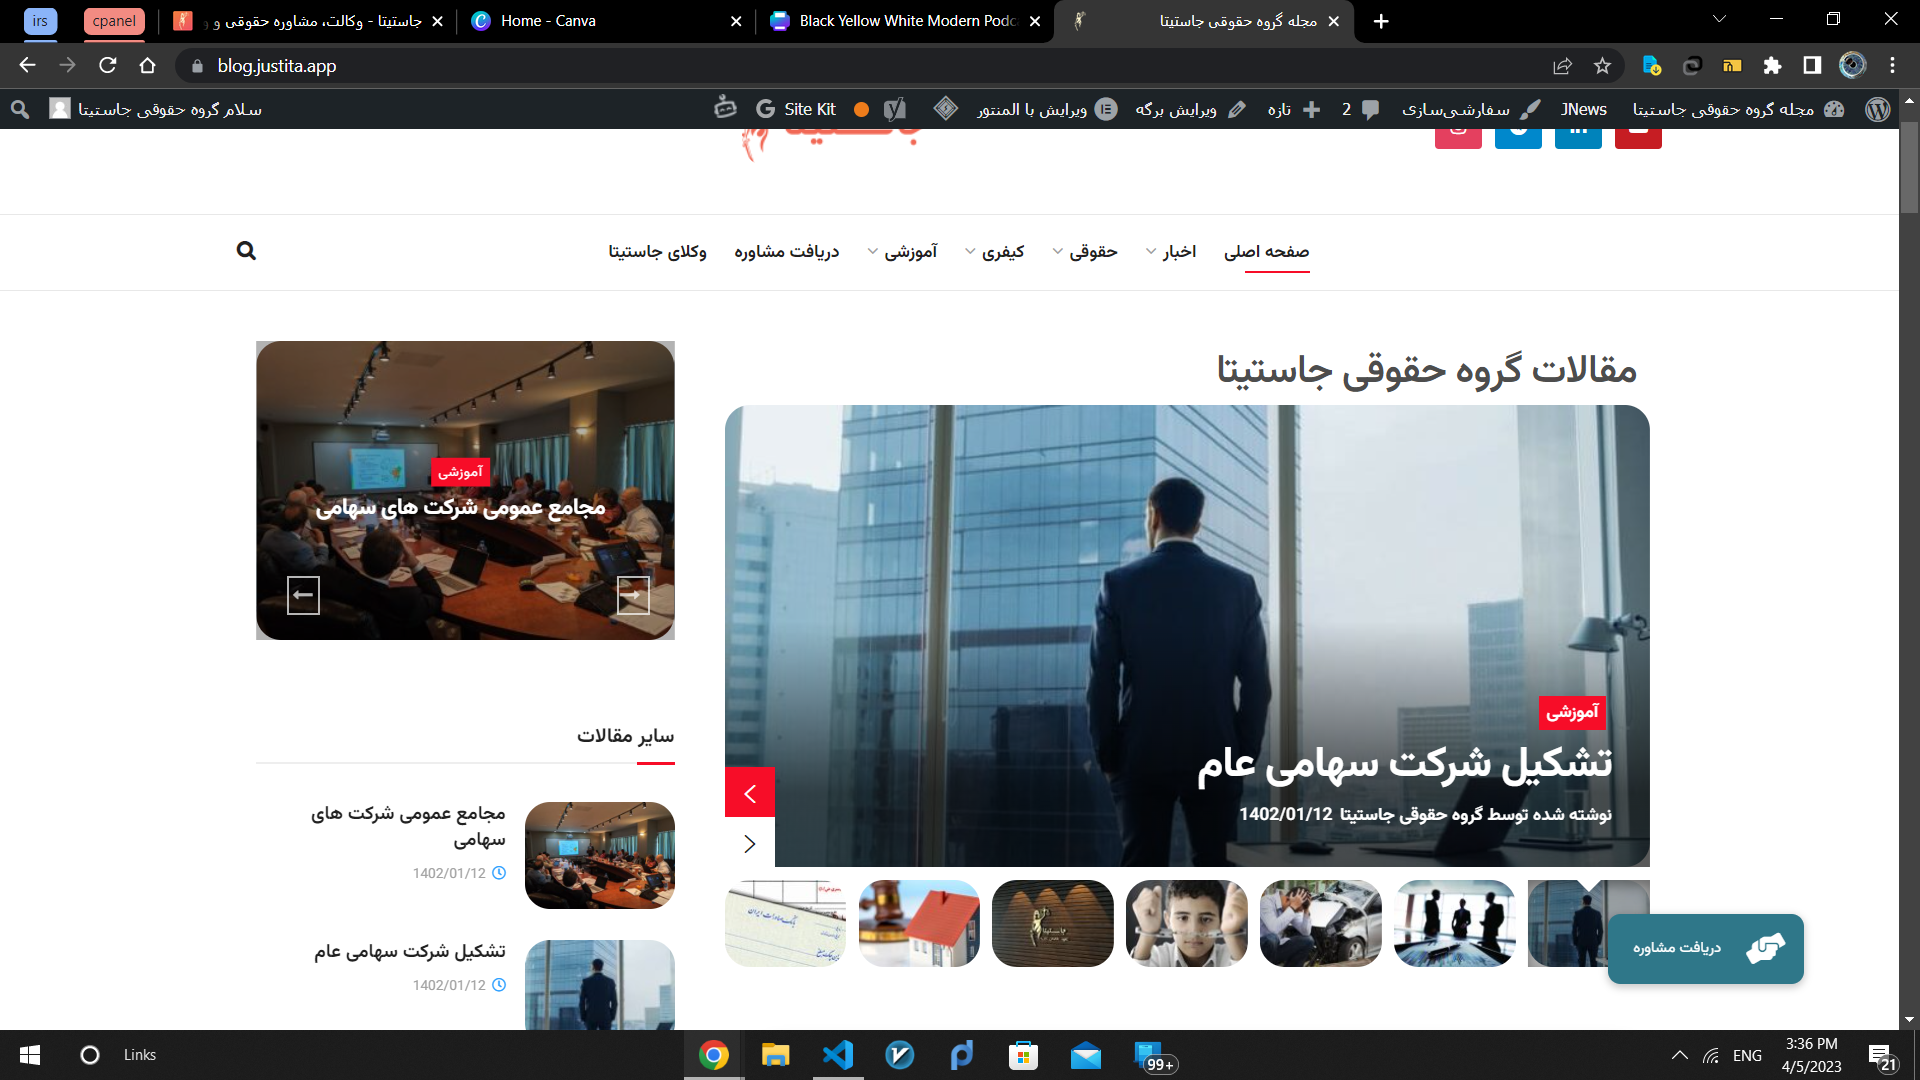 irs
cpanel
جاستیتا - وکالت، مشاوره حقوقی و
Home - Canva
Black Yellow White Modern Podc
مجله گروه حقوقی جاستیتا
blog.justita.app
سلام گروه حقوقی جاستیتا
Site Kit
ویرایش با المنتور
ویرایش برگه
تازه
2
سفارشی‌سازی
JNews
مجله گروه حقوقی جاستیتا
جاستیتا
صفحه اصلی
اخبار
حقوقی
کیفری
آموزشی
دریافت مشاوره
وکلای جاستیتا
مقالات گروه حقوقی جاستیتا
آموزشی
تشکیل شرکت سهامی عام
نوشته شده توسط گروه حقوقی جاستیتا 1402/01/12
آموزشی
مجامع عمومی شرکت های سهامی
سایر مقالات
مجامع عمومی شرکت های
سهامی
1402/01/12
تشکیل شرکت سهامی عام
1402/01/12
دریافت مشاوره
Links
99+
ENG
3:36 PM
4/5/2023
21